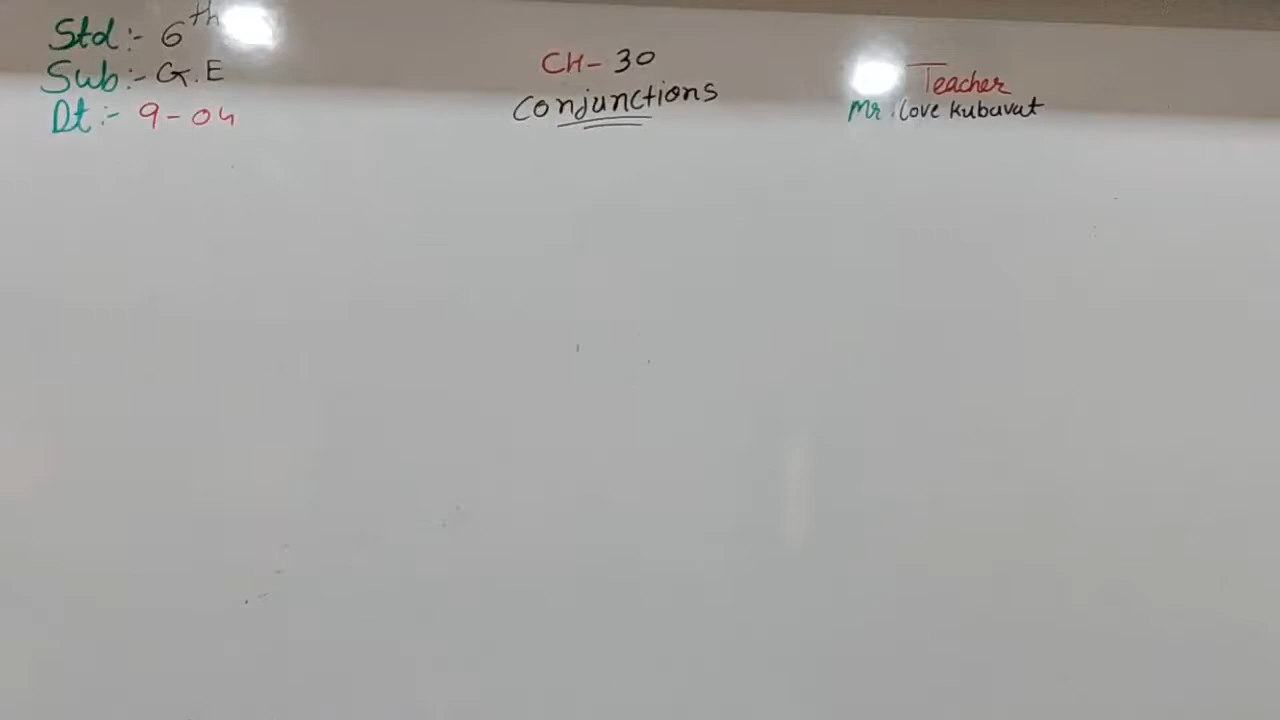 Std:- 6th
Sub:- G.E
Dt:- 9-04
CH- 30
Conjunctions
Teacher
Mr. Love Kubavat